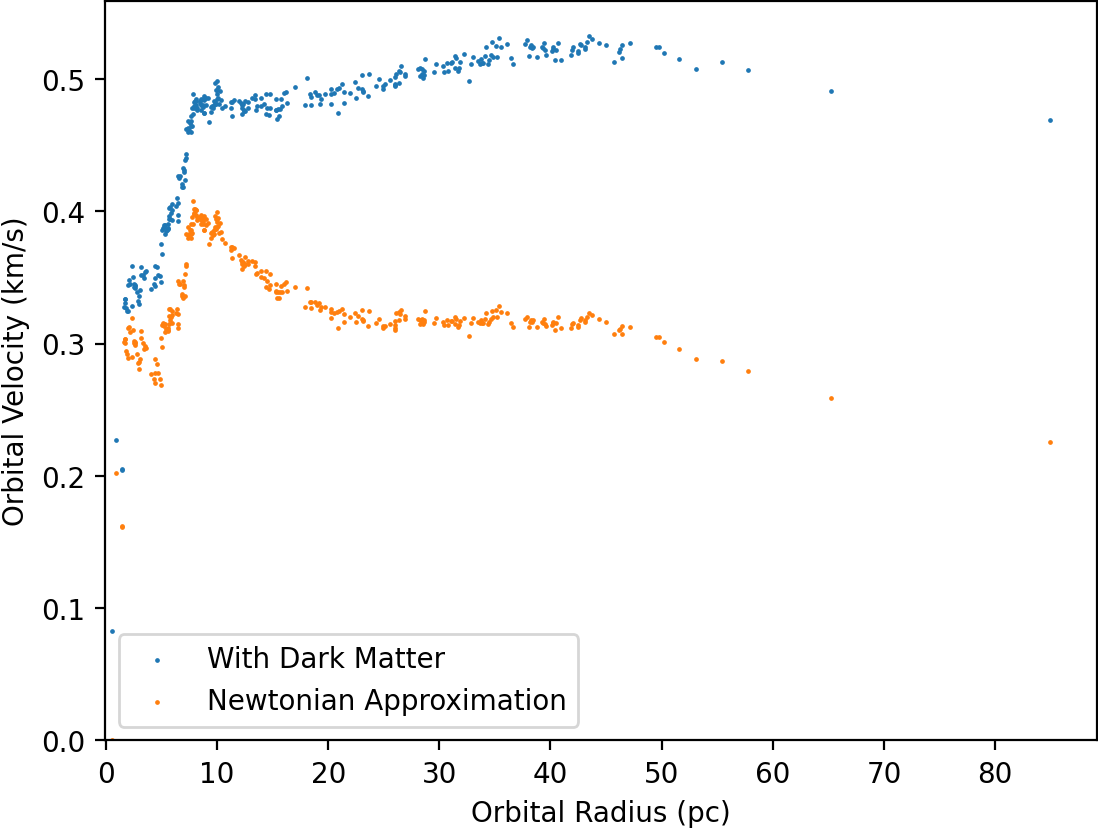 Orbital Velocity (km/s)
0.5
0.4
0.3
0.2
0.1
0.0
With Dark Matter
Newtonian Approximation
0 10 20 30 40 50 60 70 80
Orbital Radius (pc)